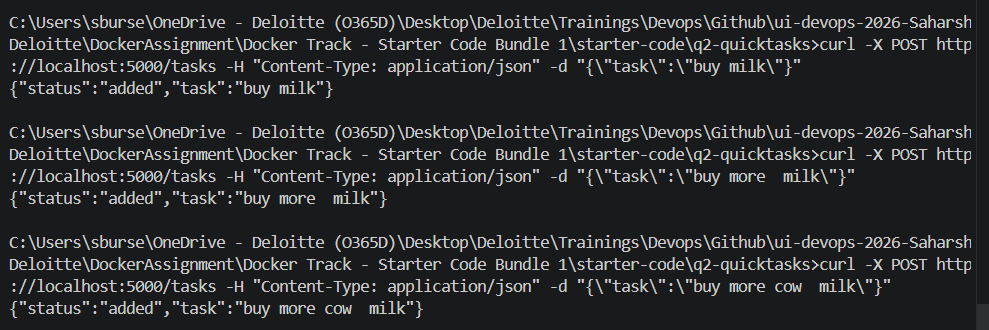 C:\Users\sburse\OneDrive - Deloitte (O365D)\Desktop\Deloitte\Trainings\Devops\Github\ui-devops-2026-Saharsh
Deloitte\DockerAssignment\Docker Track - Starter Code Bundle 1\starter-code\q2-quicktasks>curl -X POST http
://localhost:5000/tasks -H "Content-Type: application/json" -d "{\"task\":\"buy milk\"}"
{"status":"added","task":"buy milk"}
C:\Users\sburse\OneDrive - Deloitte (O365D)\Desktop\Deloitte\Trainings\Devops\Github\ui-devops-2026-Saharsh
Deloitte\DockerAssignment\Docker Track - Starter Code Bundle 1\starter-code\q2-quicktasks>curl -X POST http
://localhost:5000/tasks -H "Content-Type: application/json" -d "{\"task\":\"buy more  milk\"}"
{"status":"added","task":"buy more  milk"}
C:\Users\sburse\OneDrive - Deloitte (O365D)\Desktop\Deloitte\Trainings\Devops\Github\ui-devops-2026-Saharsh
Deloitte\DockerAssignment\Docker Track - Starter Code Bundle 1\starter-code\q2-quicktasks>curl -X POST http
://localhost:5000/tasks -H "Content-Type: application/json" -d "{\"task\":\"buy more cow  milk\"}"
{"status":"added","task":"buy more cow  milk"}